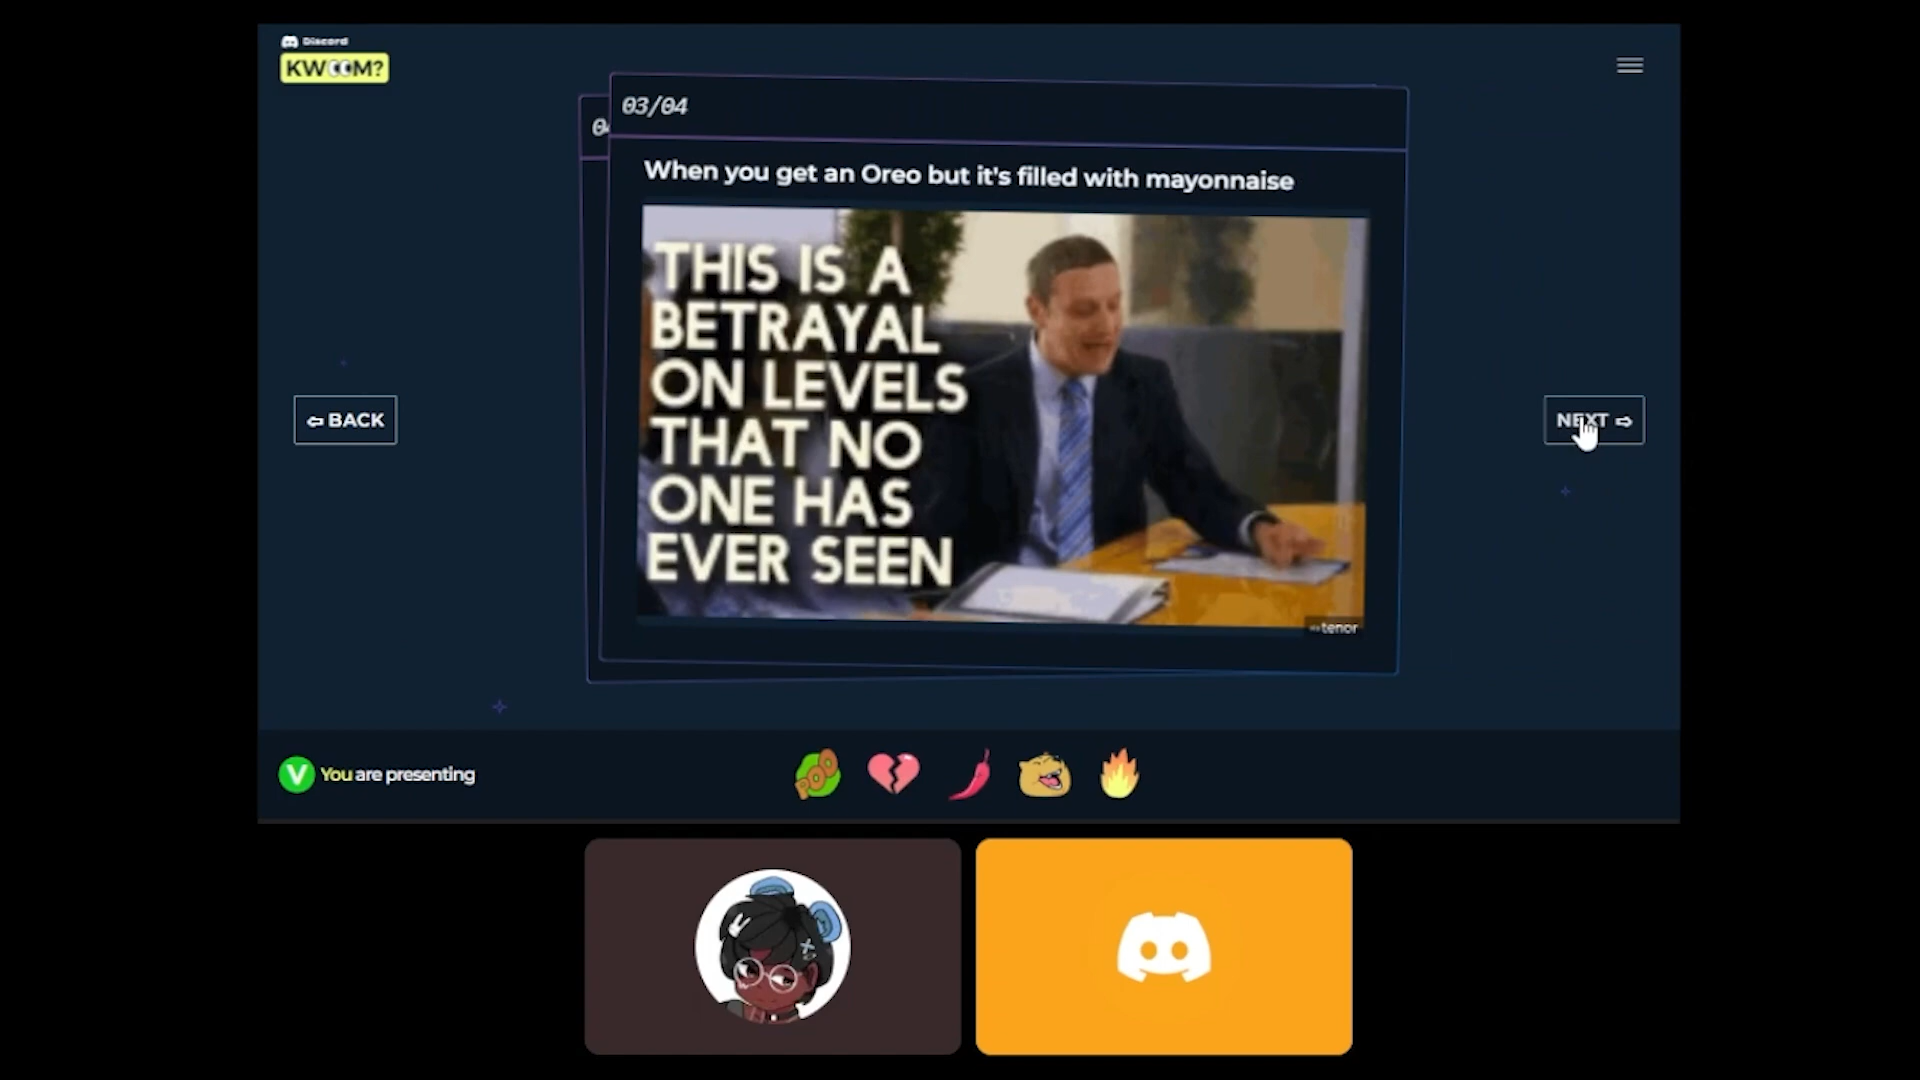 Discord
KWOOM?
03/04
04
When you get an Oreo but it's filled with mayonnaise
THIS IS A
BETRAYAL
ON LEVELS
THAT NO
ONE HAS
EVER SEEN
tenor
⇦ BACK
NEXT ⇨
V You are presenting
POO